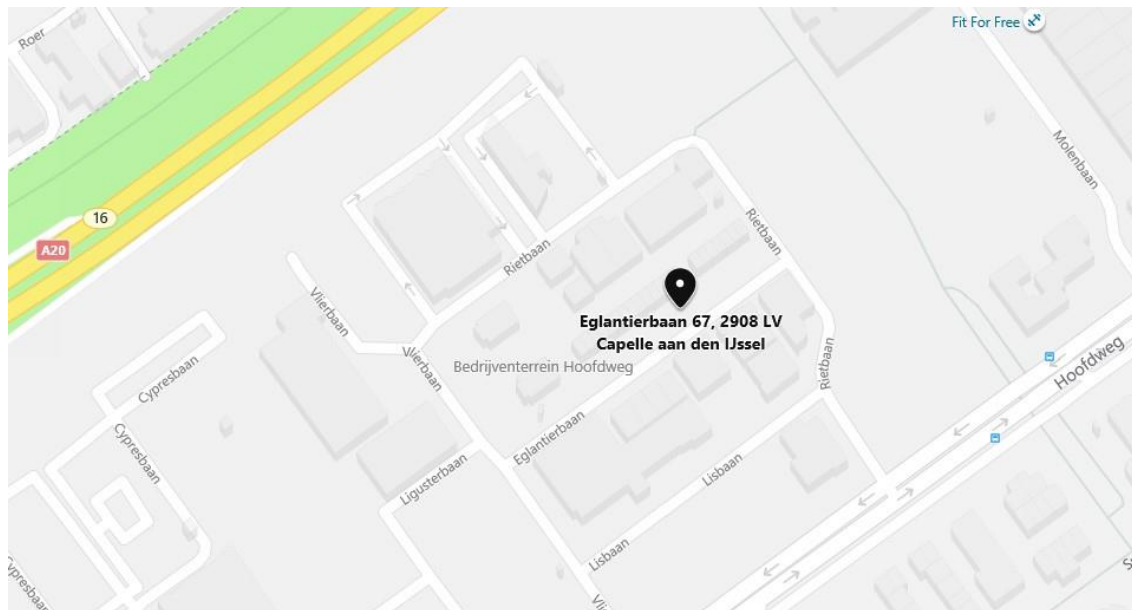 Fit For Free
Roer
Molenbaan
16
A20
Rietbaan
Rietbaan
Vlierbaan
Eglantierbaan 67, 2908 LV
Capelle aan den IJssel
Vlierbaan
Bedrijventerrein Hoofdweg
Rietbaan
Hoofdweg
Cypresbaan
Cypresbaan
Eglantierbaan
Ligusterbaan
Lisbaan
Lisbaan
Cypresbaan